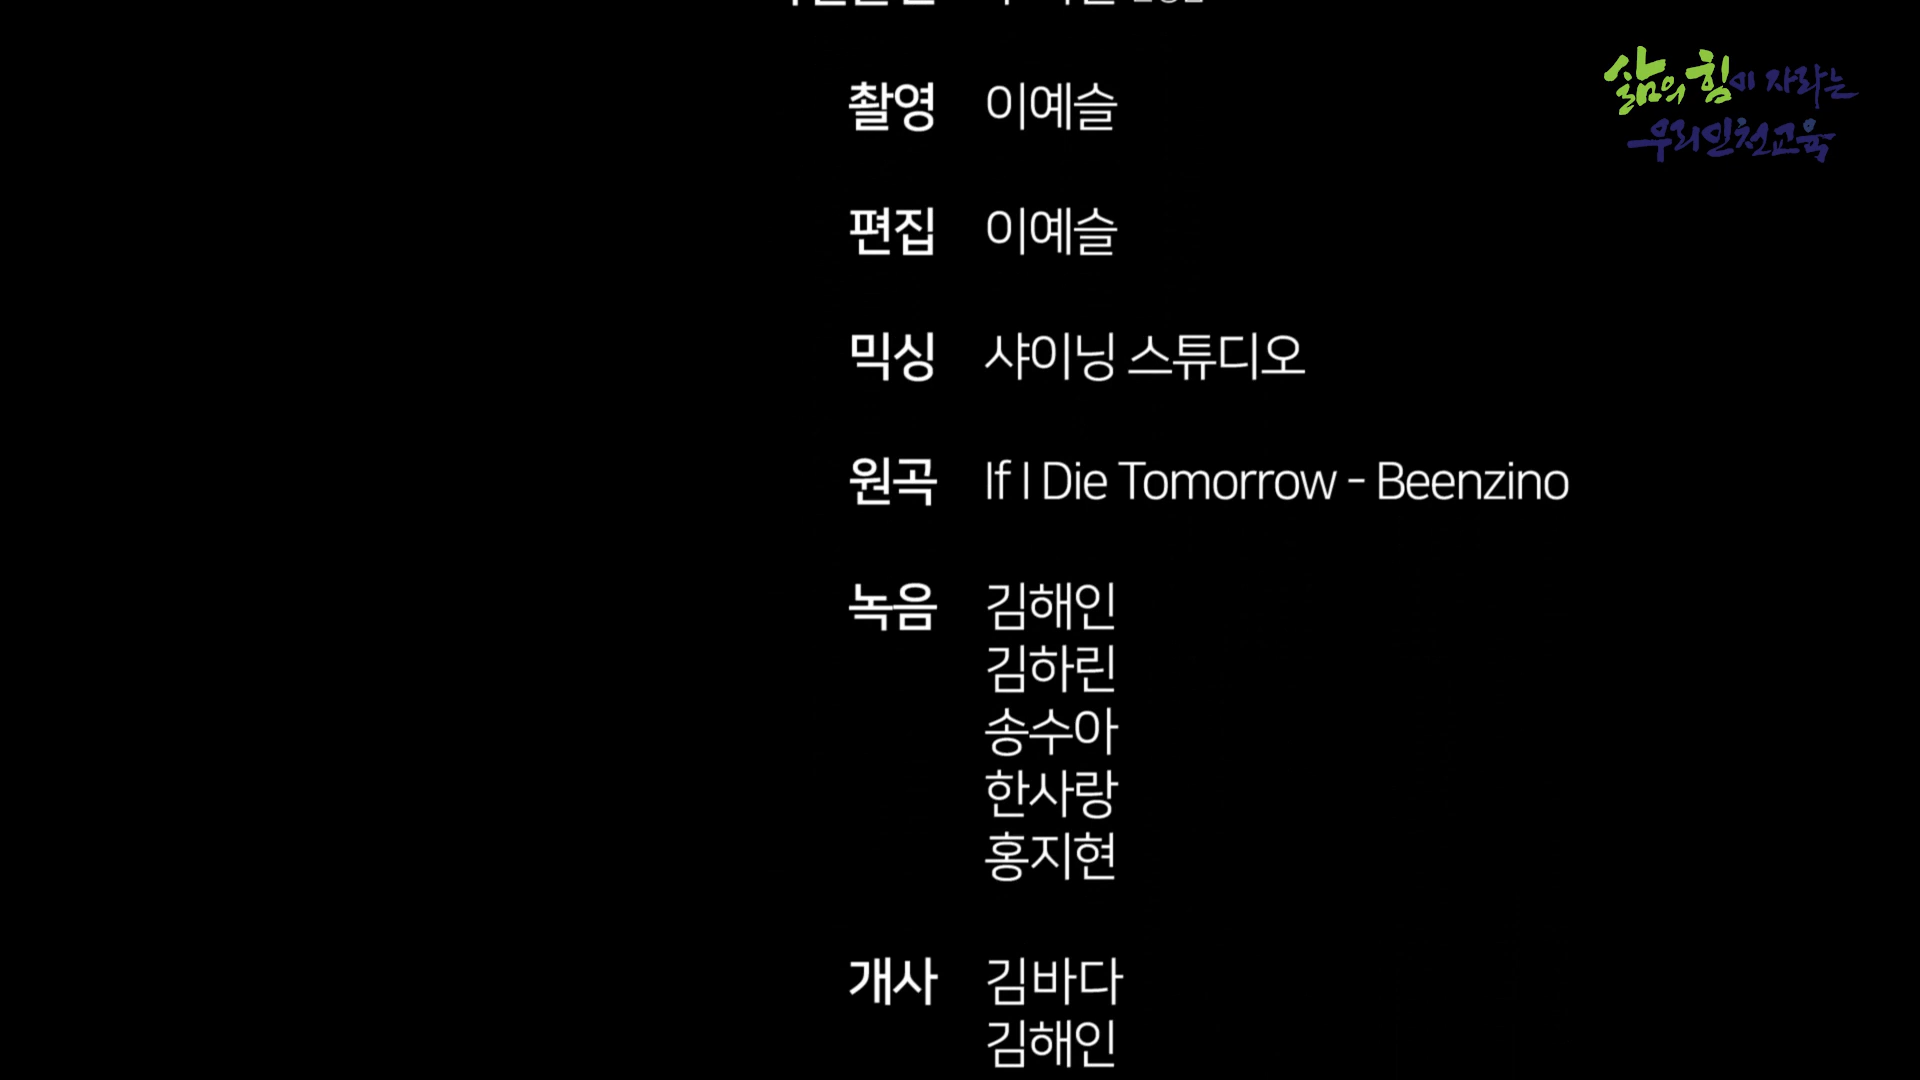 촬영 이예슬
편집 이예슬
믹싱 샤이닝 스튜디오
원곡 If I Die Tomorrow - Beenzino
녹음 김해인
김하린
송수아
한사랑
홍지현
개사 김바다
김해인
삶의 힘이 자라는
우리인천교육